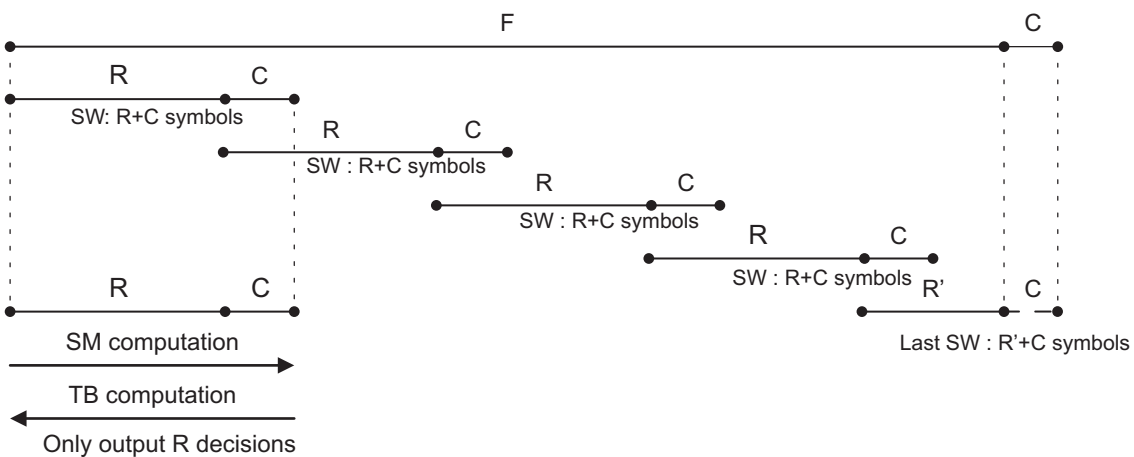 F C
R C
SW: R+C symbols
R C
SW : R+C symbols
R C
SW : R+C symbols
R C
SW : R+C symbols
R C
R’ C
SM computation
Last SW : R’+C symbols
TB computation
Only output R decisions